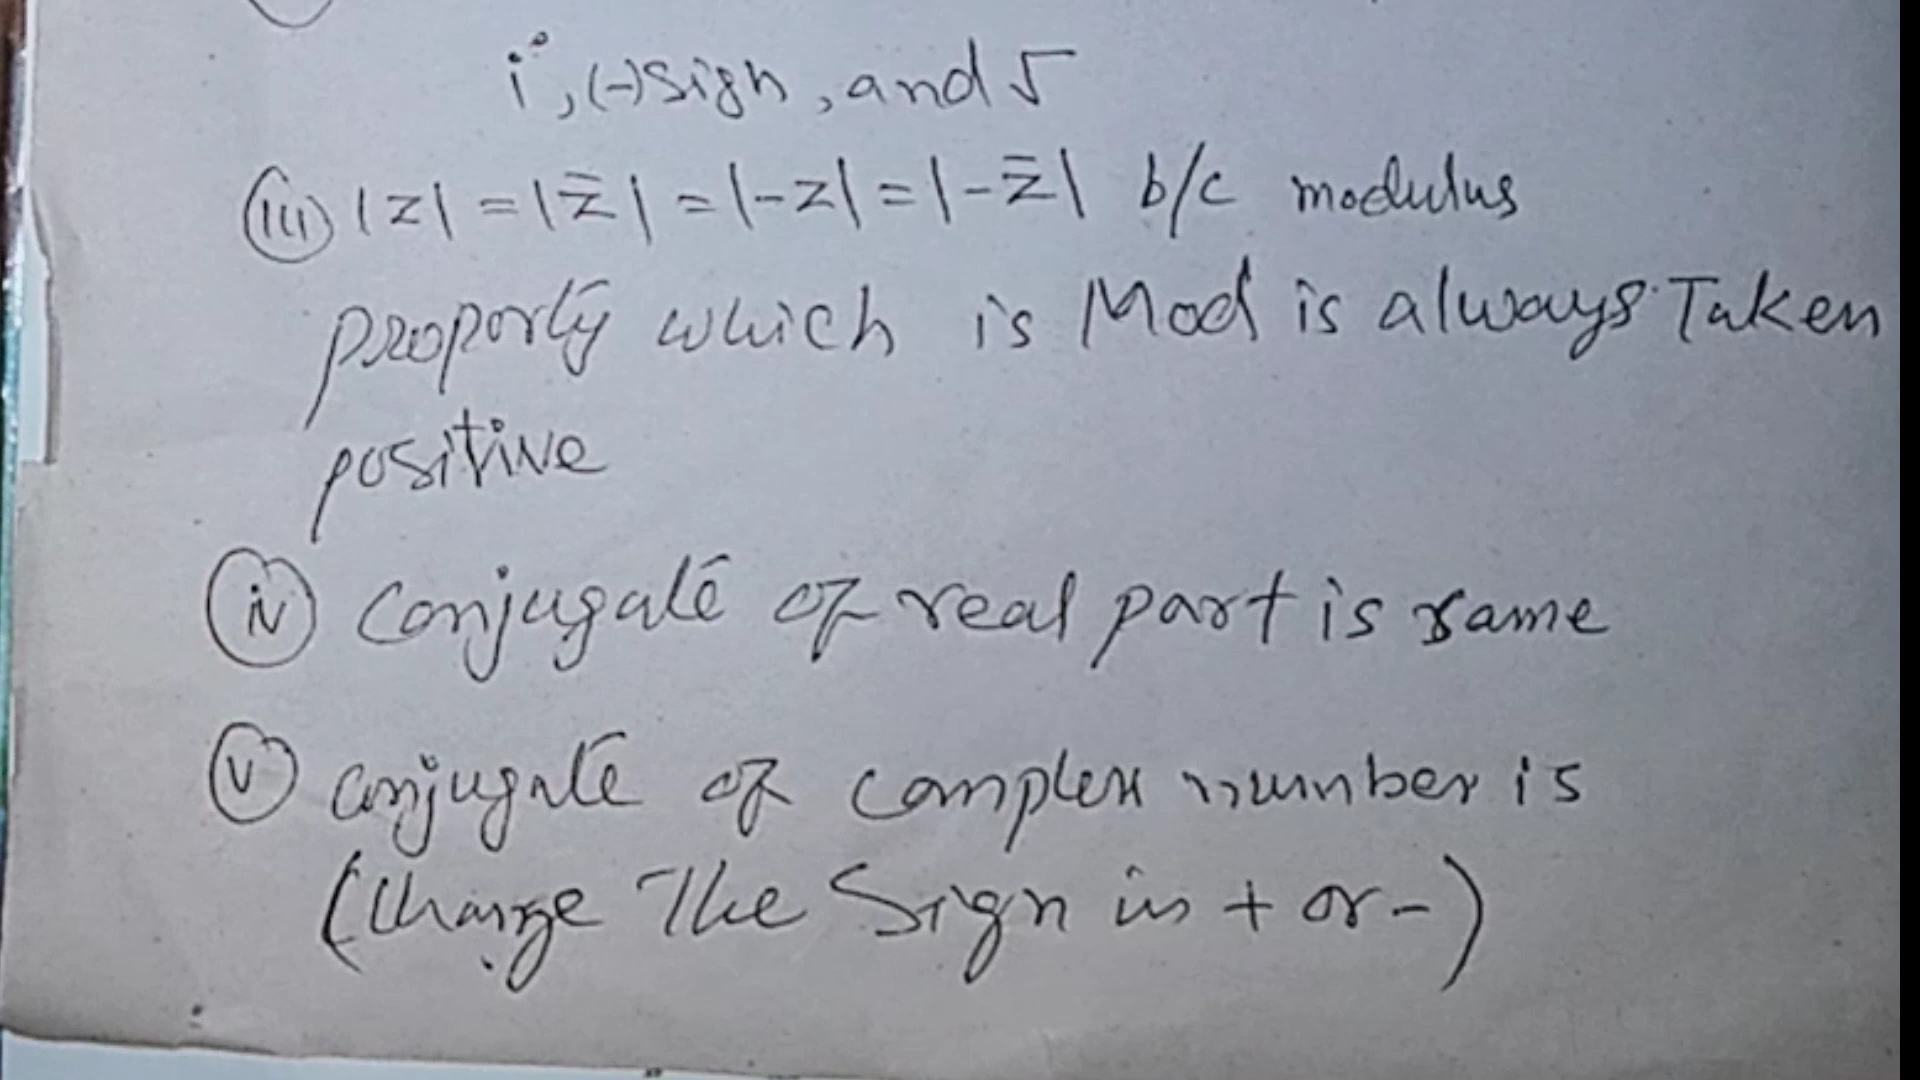 i, (-) sign, and √
(iii) |z| = |z̄| = |-z| = |-z̄| b/c modulus
property which is Mod is always Taken
positive
(iv) Conjugate of real part is same
(v) conjugate of complex number is
(Change The Sign in + or -)